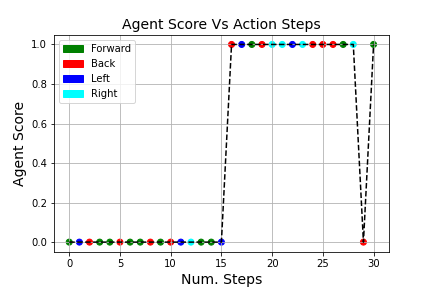 Agent Score Vs Action Steps
Forward
Back
Left
Right
Agent Score
1.0
0.8
0.6
0.4
0.2
0.0
0 5 10 15 20 25 30
Num. Steps